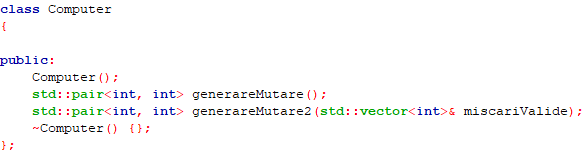 class Computer
{
public:
Computer();
std::pair<int, int> generareMutare();
std::pair<int, int> generareMutare2(std::vector<int>& miscariValide);
~Computer() {};
};